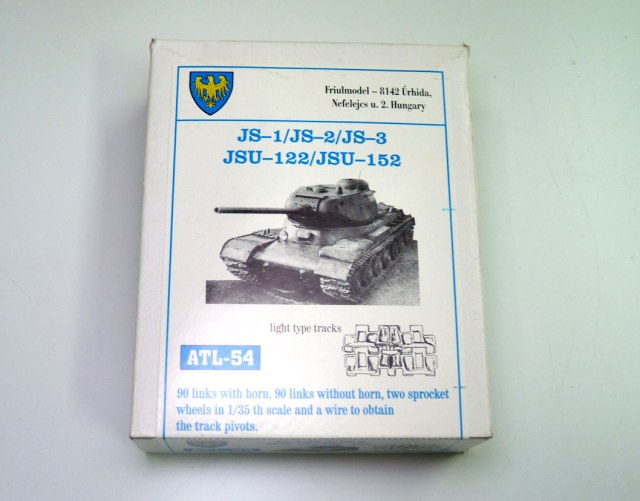 Friulmodel – 8142 Úrhida,
Nefelejcs u. 2. Hungary
JS–1/JS–2/JS–3
JSU–122/JSU–152
light type tracks
ATL-54
90 links with horn, 90 links without horn, two sprocket
wheels in 1/35 th scale and a wire to obtain
the track pivots.